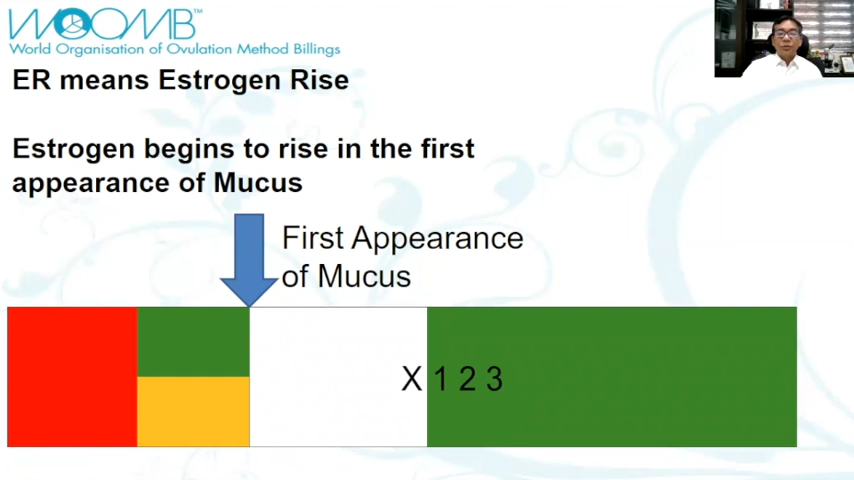 WOOMB™
World Organisation of Ovulation Method Billings
ER means Estrogen Rise
Estrogen begins to rise in the first
appearance of Mucus
First Appearance
of Mucus
X 1 2 3